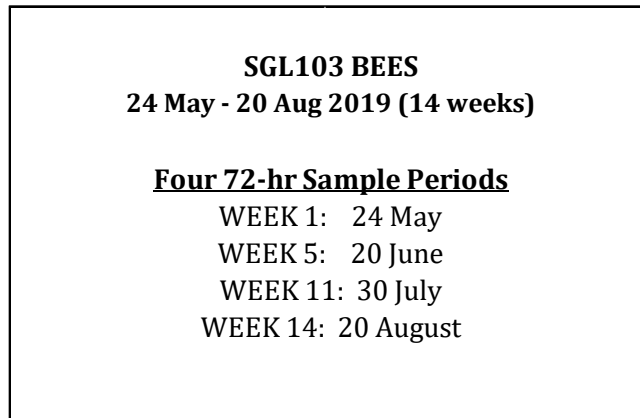 SGL103 BEES
24 May - 20 Aug 2019 (14 weeks)
Four 72-hr Sample Periods
WEEK 1: 24 May
WEEK 5: 20 June
WEEK 11: 30 July
WEEK 14: 20 August